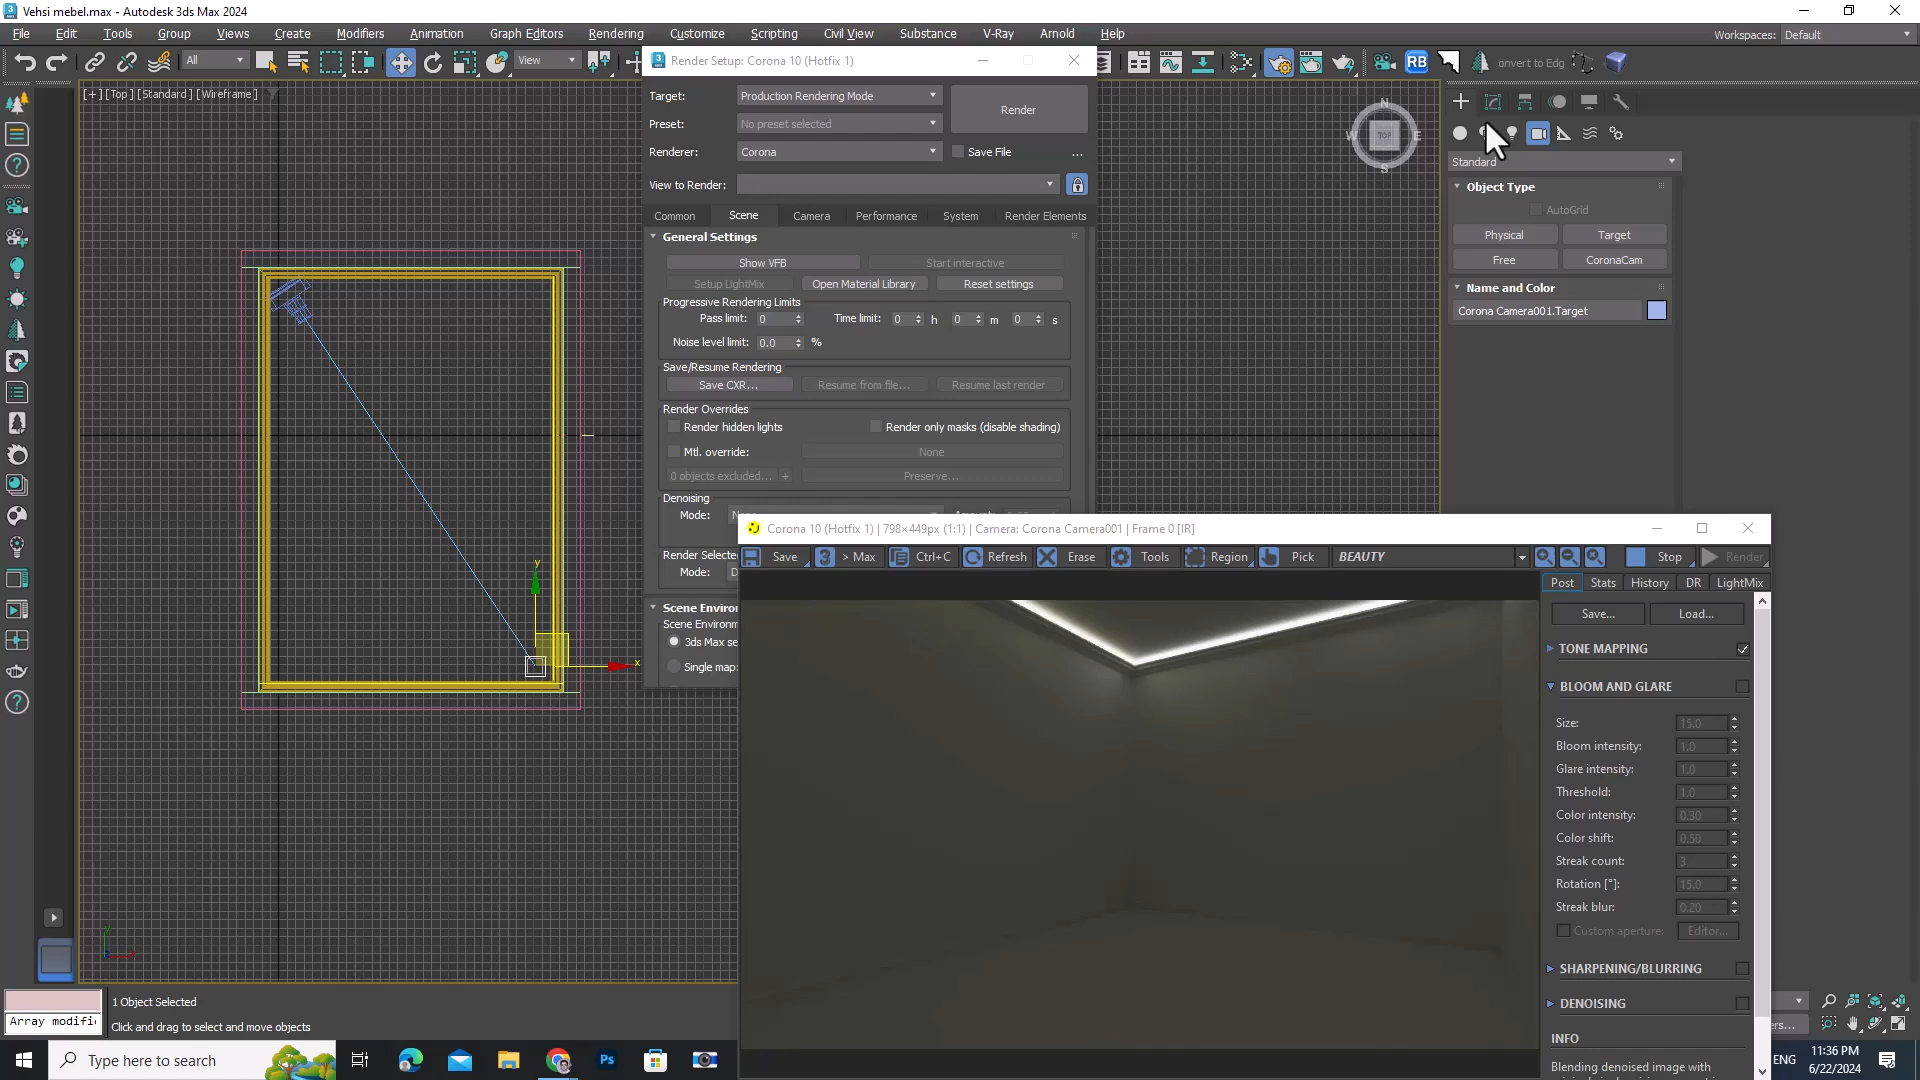 Vehsi mebel.max - Autodesk 3ds Max 2024
File Edit Tools Group Views Create Modifiers Animation Graph Editors Rendering Customize Scripting Civil View Substance V-Ray Arnold Help
Workspaces: Default
All
View
RB
onvert to Edg
[+] [Top] [Standard] [Wireframe]
Render Setup: Corona 10 (Hotfix 1)
Target: Production Rendering Mode
Render
Preset: No preset selected
Renderer: Corona
Save File
...
View to Render:
Common Scene Camera Performance System Render Elements
General Settings
Show VFB Start interactive
Setup LightMix Open Material Library Reset settings
Progressive Rendering Limits
Pass limit: 0 Time limit: 0 h 0 m 0 s
Noise level limit: 0.0 %
Save/Resume Rendering
Save CXR... Resume from file... Resume last render
Render Overrides
Render hidden lights Render only masks (disable shading)
Mtl. override: None
0 objects excluded... + Preserve...
Denoising
Mode:
Render Selected
Mode: D
Scene Environm
Scene Environm
3ds Max se
Single map:
N
W TOP E
S
Standard
Object Type
AutoGrid
Physical Target
Free CoronaCam
Name and Color
Corona Camera001.Target
Corona 10 (Hotfix 1) | 798×449px (1:1) | Camera: Corona Camera001 | Frame 0 [IR]
Save 3 > Max Ctrl+C Refresh Erase Tools Region Pick BEAUTY Stop Render
Post Stats History DR LightMix
Save... Load...
TONE MAPPING
BLOOM AND GLARE
Size: 15.0
Bloom intensity: 1.0
Glare intensity: 1.0
Threshold: 1.0
Color intensity: 0.30
Color shift: 0.50
Streak count: 3
Rotation [°]: 15.0
Streak blur: 0.20
Custom aperture: Editor...
SHARPENING/BLURRING
DENOISING
INFO
Blending denoised image with
y
x
1 Object Selected
Click and drag to select and move objects
Array modifi
ers...
Type here to search
Ps
ENG
11:36 PM
6/22/2024